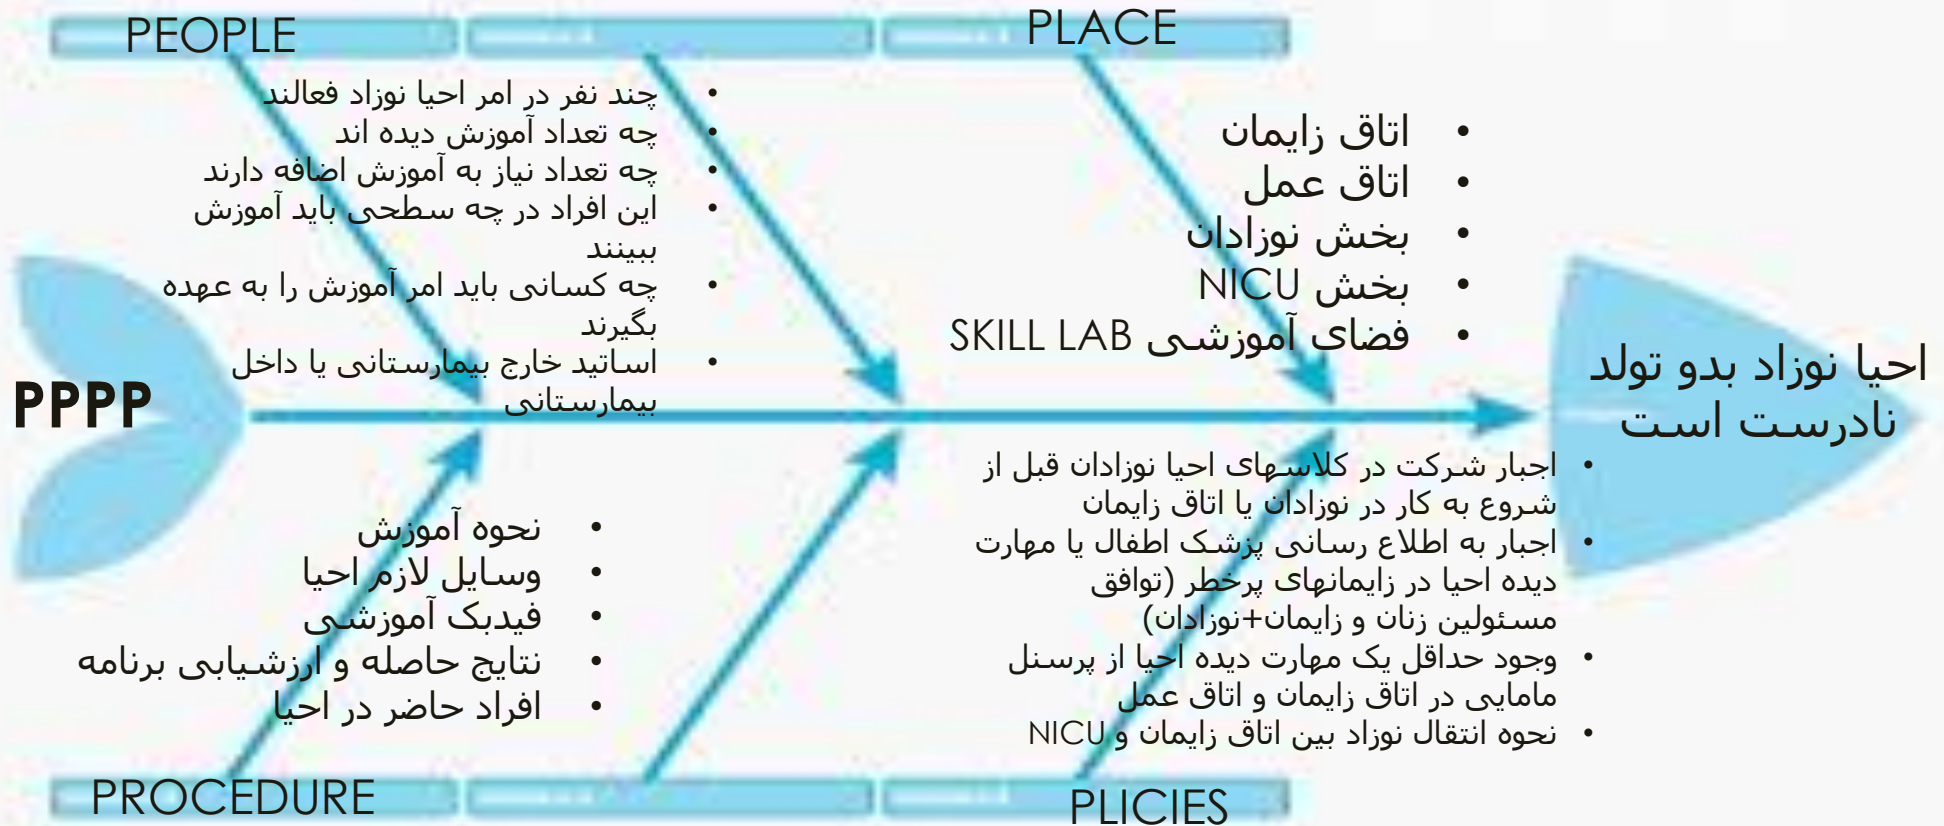 PEOPLE
PLACE
• چند نفر در امر احیا نوزاد فعالند
• چه تعداد آموزش دیده اند
• چه تعداد نیاز به آموزش اضافه دارند
• این افراد در چه سطحی باید آموزش
ببینند
• چه کسانی باید امر آموزش را به عهده
بگیرند
• اساتید خارج بیمارستانی یا داخل
بیمارستانی
• اتاق زایمان
• اتاق عمل
• بخش نوزادان
• بخش NICU
• فضای آموزشی SKILL LAB
PPPP
احیا نوزاد بدو تولد
نادرست است
• نحوه آموزش
• وسایل لازم احیا
• فیدبک آموزشی
• نتایج حاصله و ارزشیابی برنامه
• افراد حاضر در احیا
• اجبار شرکت در کلاسهای احیا نوزادان قبل از
شروع به کار در نوزادان یا اتاق زایمان
• اجبار به اطلاع رسانی پزشک اطفال یا مهارت
دیده احیا در زایمانهای پرخطر (توافق
مسئولین زنان و زایمان+نوزادان)
• وجود حداقل یک مهارت دیده احیا از پرسنل
مامایی در اتاق زایمان و اتاق عمل
• نحوه انتقال نوزاد بین اتاق زایمان و NICU
PROCEDURE
PLICIES